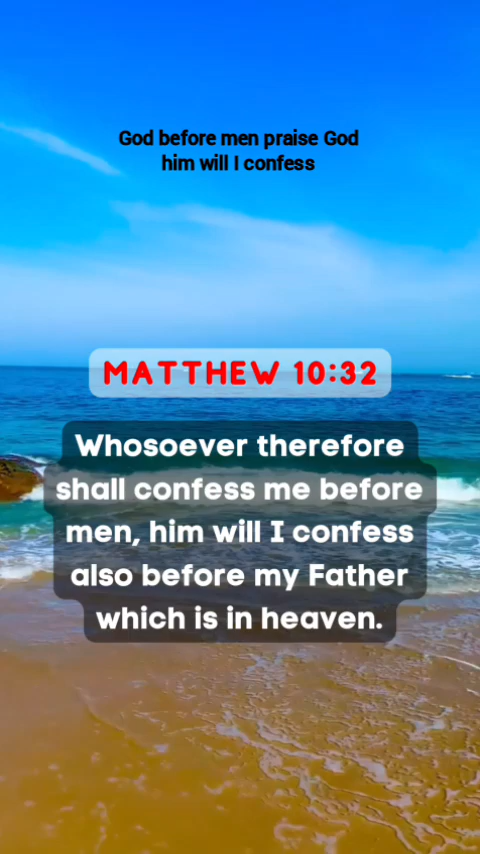 God before men praise God
him will I confess
MATTHEW 10:32
Whosoever therefore
shall confess me before
men, him will I confess
also before my Father
which is in heaven.